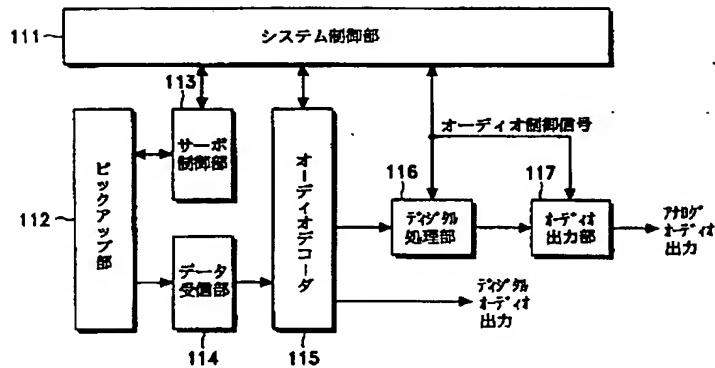 111
システム制御部
113
サーボ
制御部
オーディオ制御信号
112
ピックアップ部
オーディオデコーダ
116
ディジタル
処理部
117
オーディオ
出力部
アナログ
オーディオ
出力
データ
受信部
114
115
ディジタル
オーディオ
出力